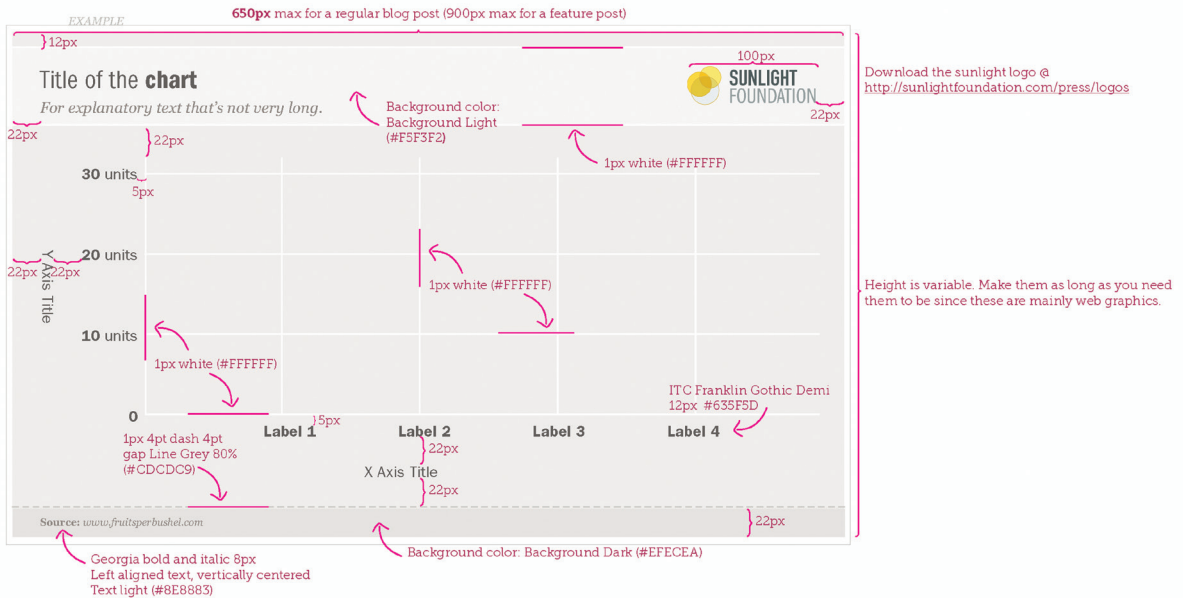 650px max for a regular blog post (900px max for a feature post)
EXAMPLE
12px
100px
Title of the chart
SUNLIGHT
FOUNDATION
Download the sunlight logo @
http://sunlightfoundation.com/press/logos
For explanatory text that's not very long.
Background color:
Background Light
(#F5F3F2)
22px
22px
22px
1px white (#FFFFFF)
30 units
5px
20 units
22px
22px
Y Axis Title
1px white (#FFFFFF)
Height is variable. Make them as long as you need
them to be since these are mainly web graphics.
10 units
1px white (#FFFFFF)
ITC Franklin Gothic Demi
12px #635F5D
0
5px
Label 1
Label 2
Label 3
Label 4
1px 4pt dash 4pt
gap Line Grey 80%
(#CDCDC9)
22px
X Axis Title
22px
Source: www.fruitsperbushel.com
22px
Background color: Background Dark (#EFECEA)
Georgia bold and italic 8px
Left aligned text, vertically centered
Text light (#8E8883)